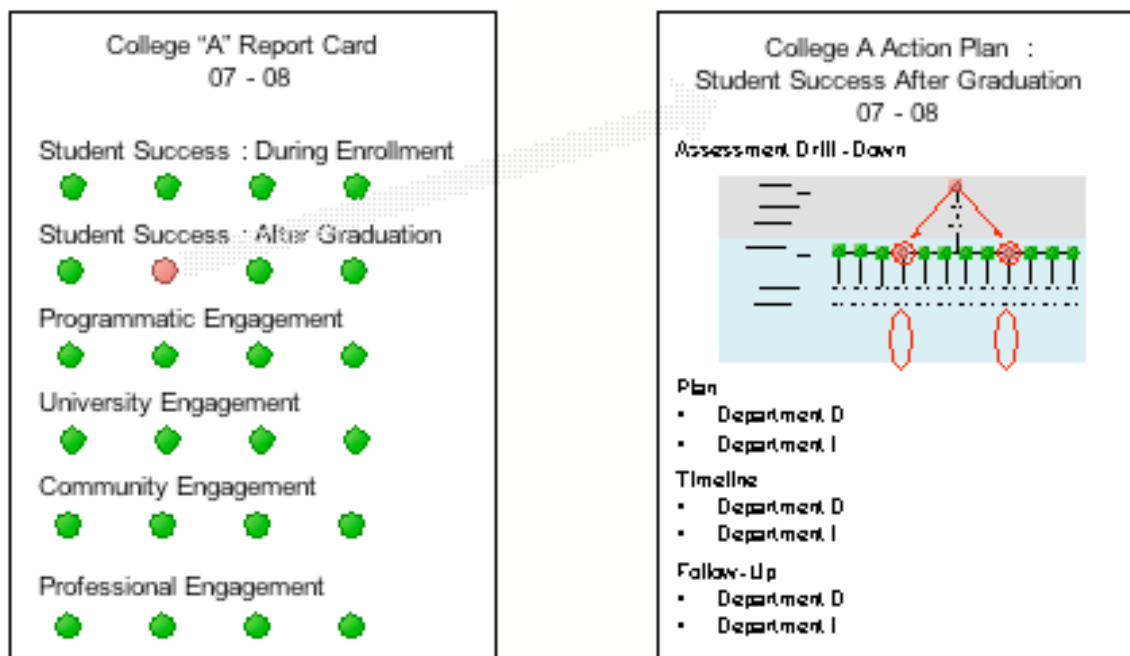 College “A” Report Card
07 - 08
Student Success : During Enrollment
Student Success : After Graduation
Programmatic Engagement
University Engagement
Community Engagement
Professional Engagement
College A Action Plan :
Student Success After Graduation
07 - 08
Assessment Drill - Down
Plan
• Department D
• Department I
Timeline
• Department D
• Department I
Follow-Up
• Department D
• Department I